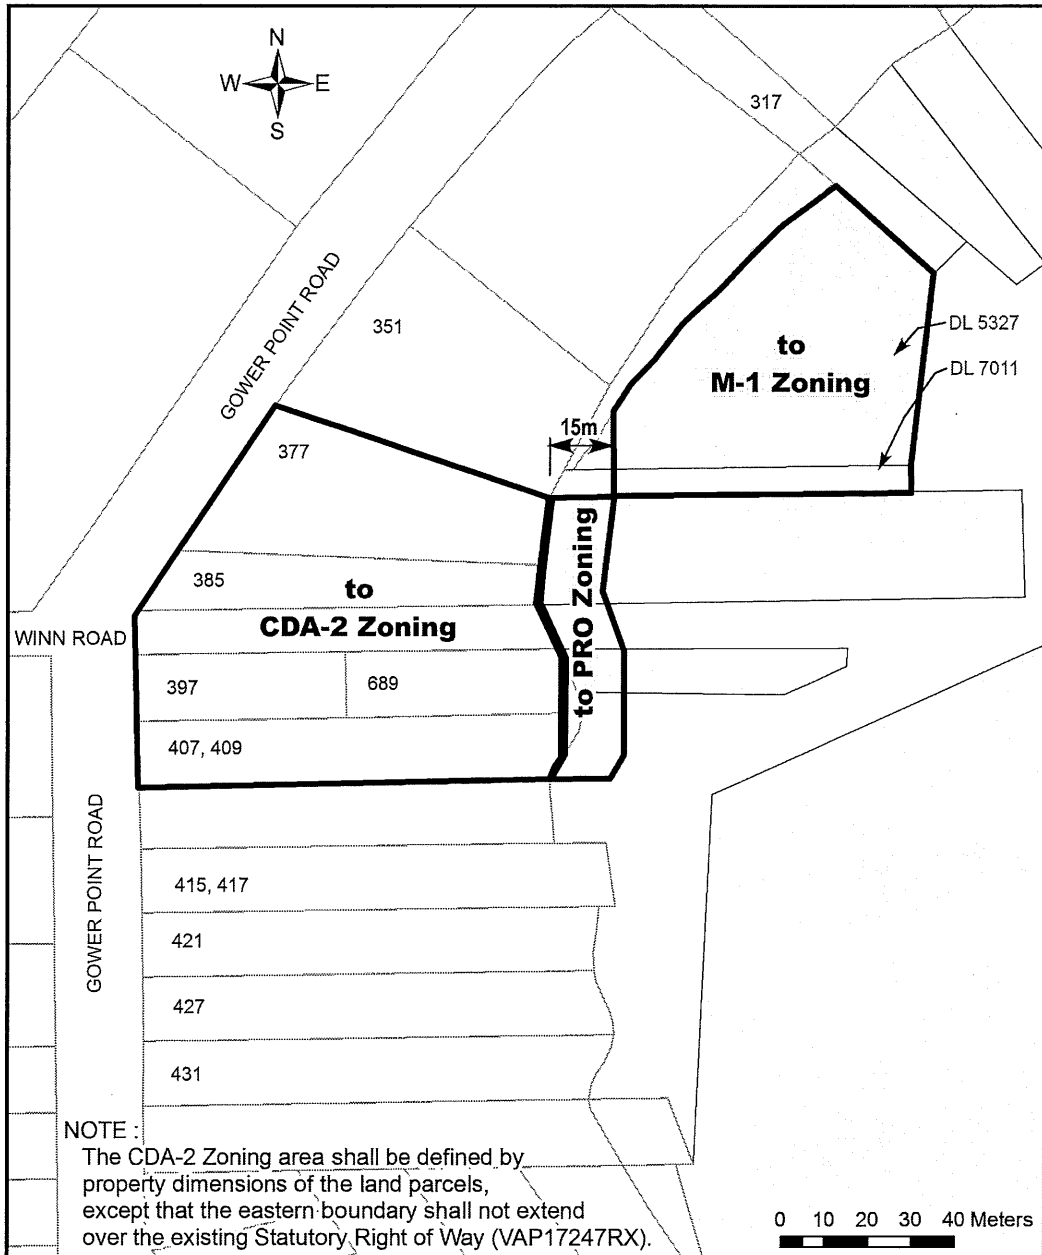 N
W E
S
317
GOWER POINT ROAD
351
DL 5327
to
M-1 Zoning
DL 7011
15m
377
to PRO Zoning
385
to
CDA-2 Zoning
WINN ROAD
397
689
407, 409
GOWER POINT ROAD
415, 417
421
427
431
NOTE :
The CDA-2 Zoning area shall be defined by
property dimensions of the land parcels,
except that the eastern boundary shall not extend
over the existing Statutory Right of Way (VAP17247RX).
0 10 20 30 40 Meters